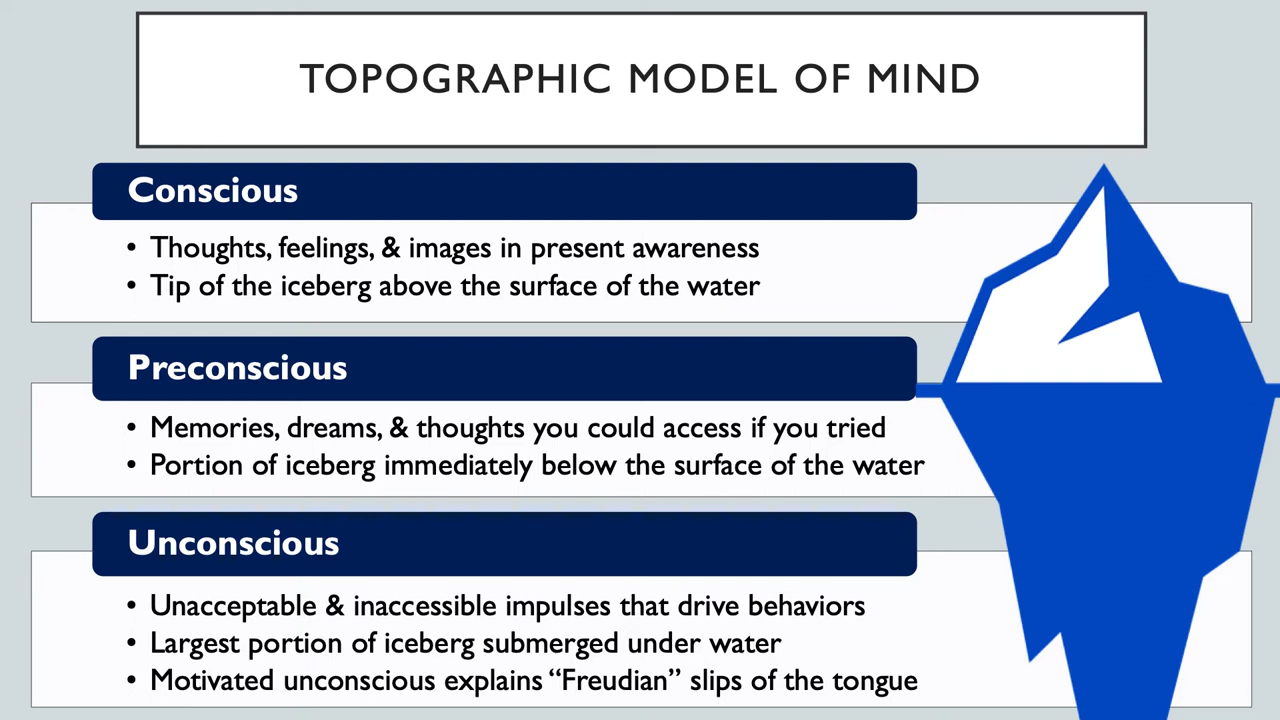 TOPOGRAPHIC MODEL OF MIND
Conscious
• Thoughts, feelings, & images in present awareness
• Tip of the iceberg above the surface of the water
Preconscious
• Memories, dreams, & thoughts you could access if you tried
• Portion of iceberg immediately below the surface of the water
Unconscious
• Unacceptable & inaccessible impulses that drive behaviors
• Largest portion of iceberg submerged under water
• Motivated unconscious explains “Freudian” slips of the tongue